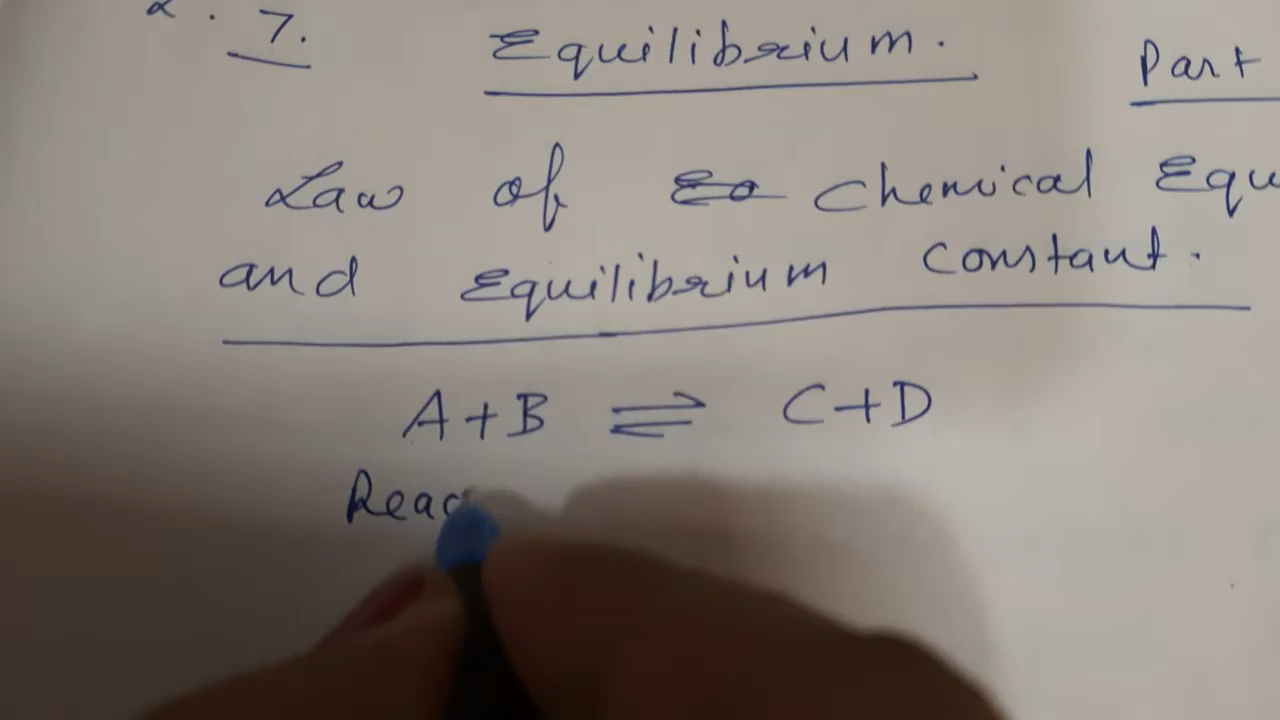 7. Equilibrium. Part
Law of Chemical Equ
and Equilibrium constant.
A + B ⇌ C + D
Reac